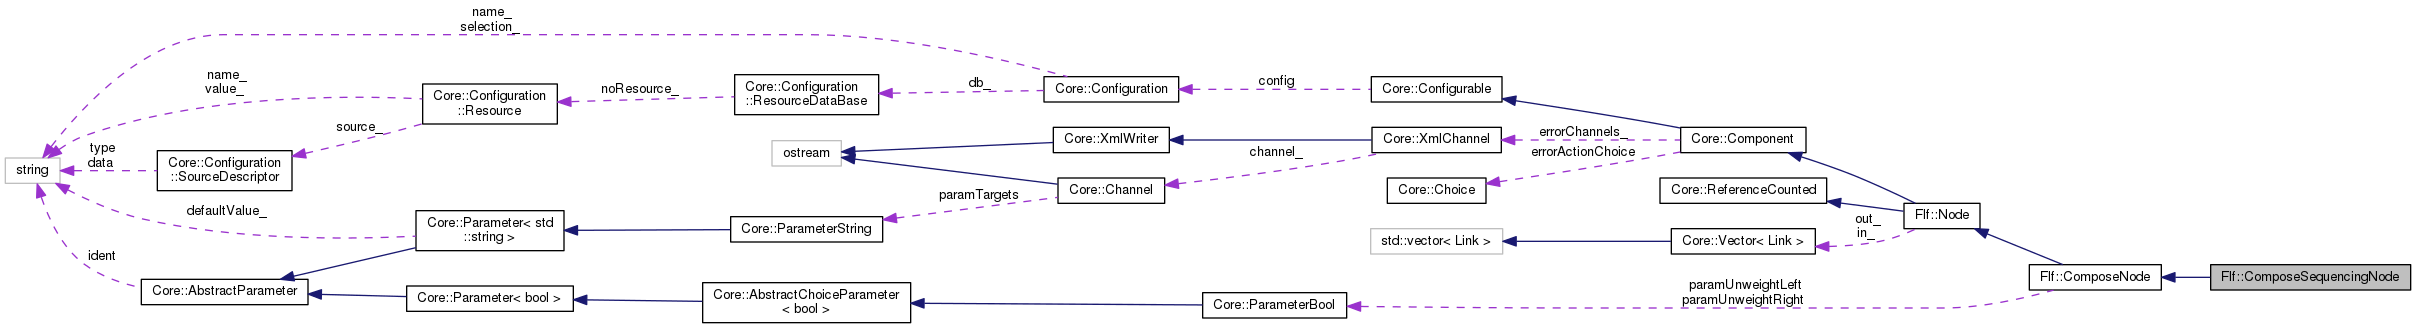 name_
selection_
name_
value_
Core::Configuration
::Resource
noResource_
Core::Configuration
::ResourceDataBase
db_
Core::Configuration
config
Core::Configurable
source_
type
data
string
Core::Configuration
::SourceDescriptor
ostream
Core::XmlWriter
Core::XmlChannel
errorChannels_
errorActionChoice
Core::Component
channel_
Core::Channel
Core::Choice
Core::ReferenceCounted
paramTargets
defaultValue_
Core::Parameter< std
::string >
Core::ParameterString
std::vector< Link >
Core::Vector< Link >
out_
in_
Flf::Node
ident
Core::AbstractParameter
Core::Parameter< bool >
Core::AbstractChoiceParameter
< bool >
Core::ParameterBool
paramUnweightLeft
paramUnweightRight
Flf::ComposeNode
Flf::ComposeSequencingNode